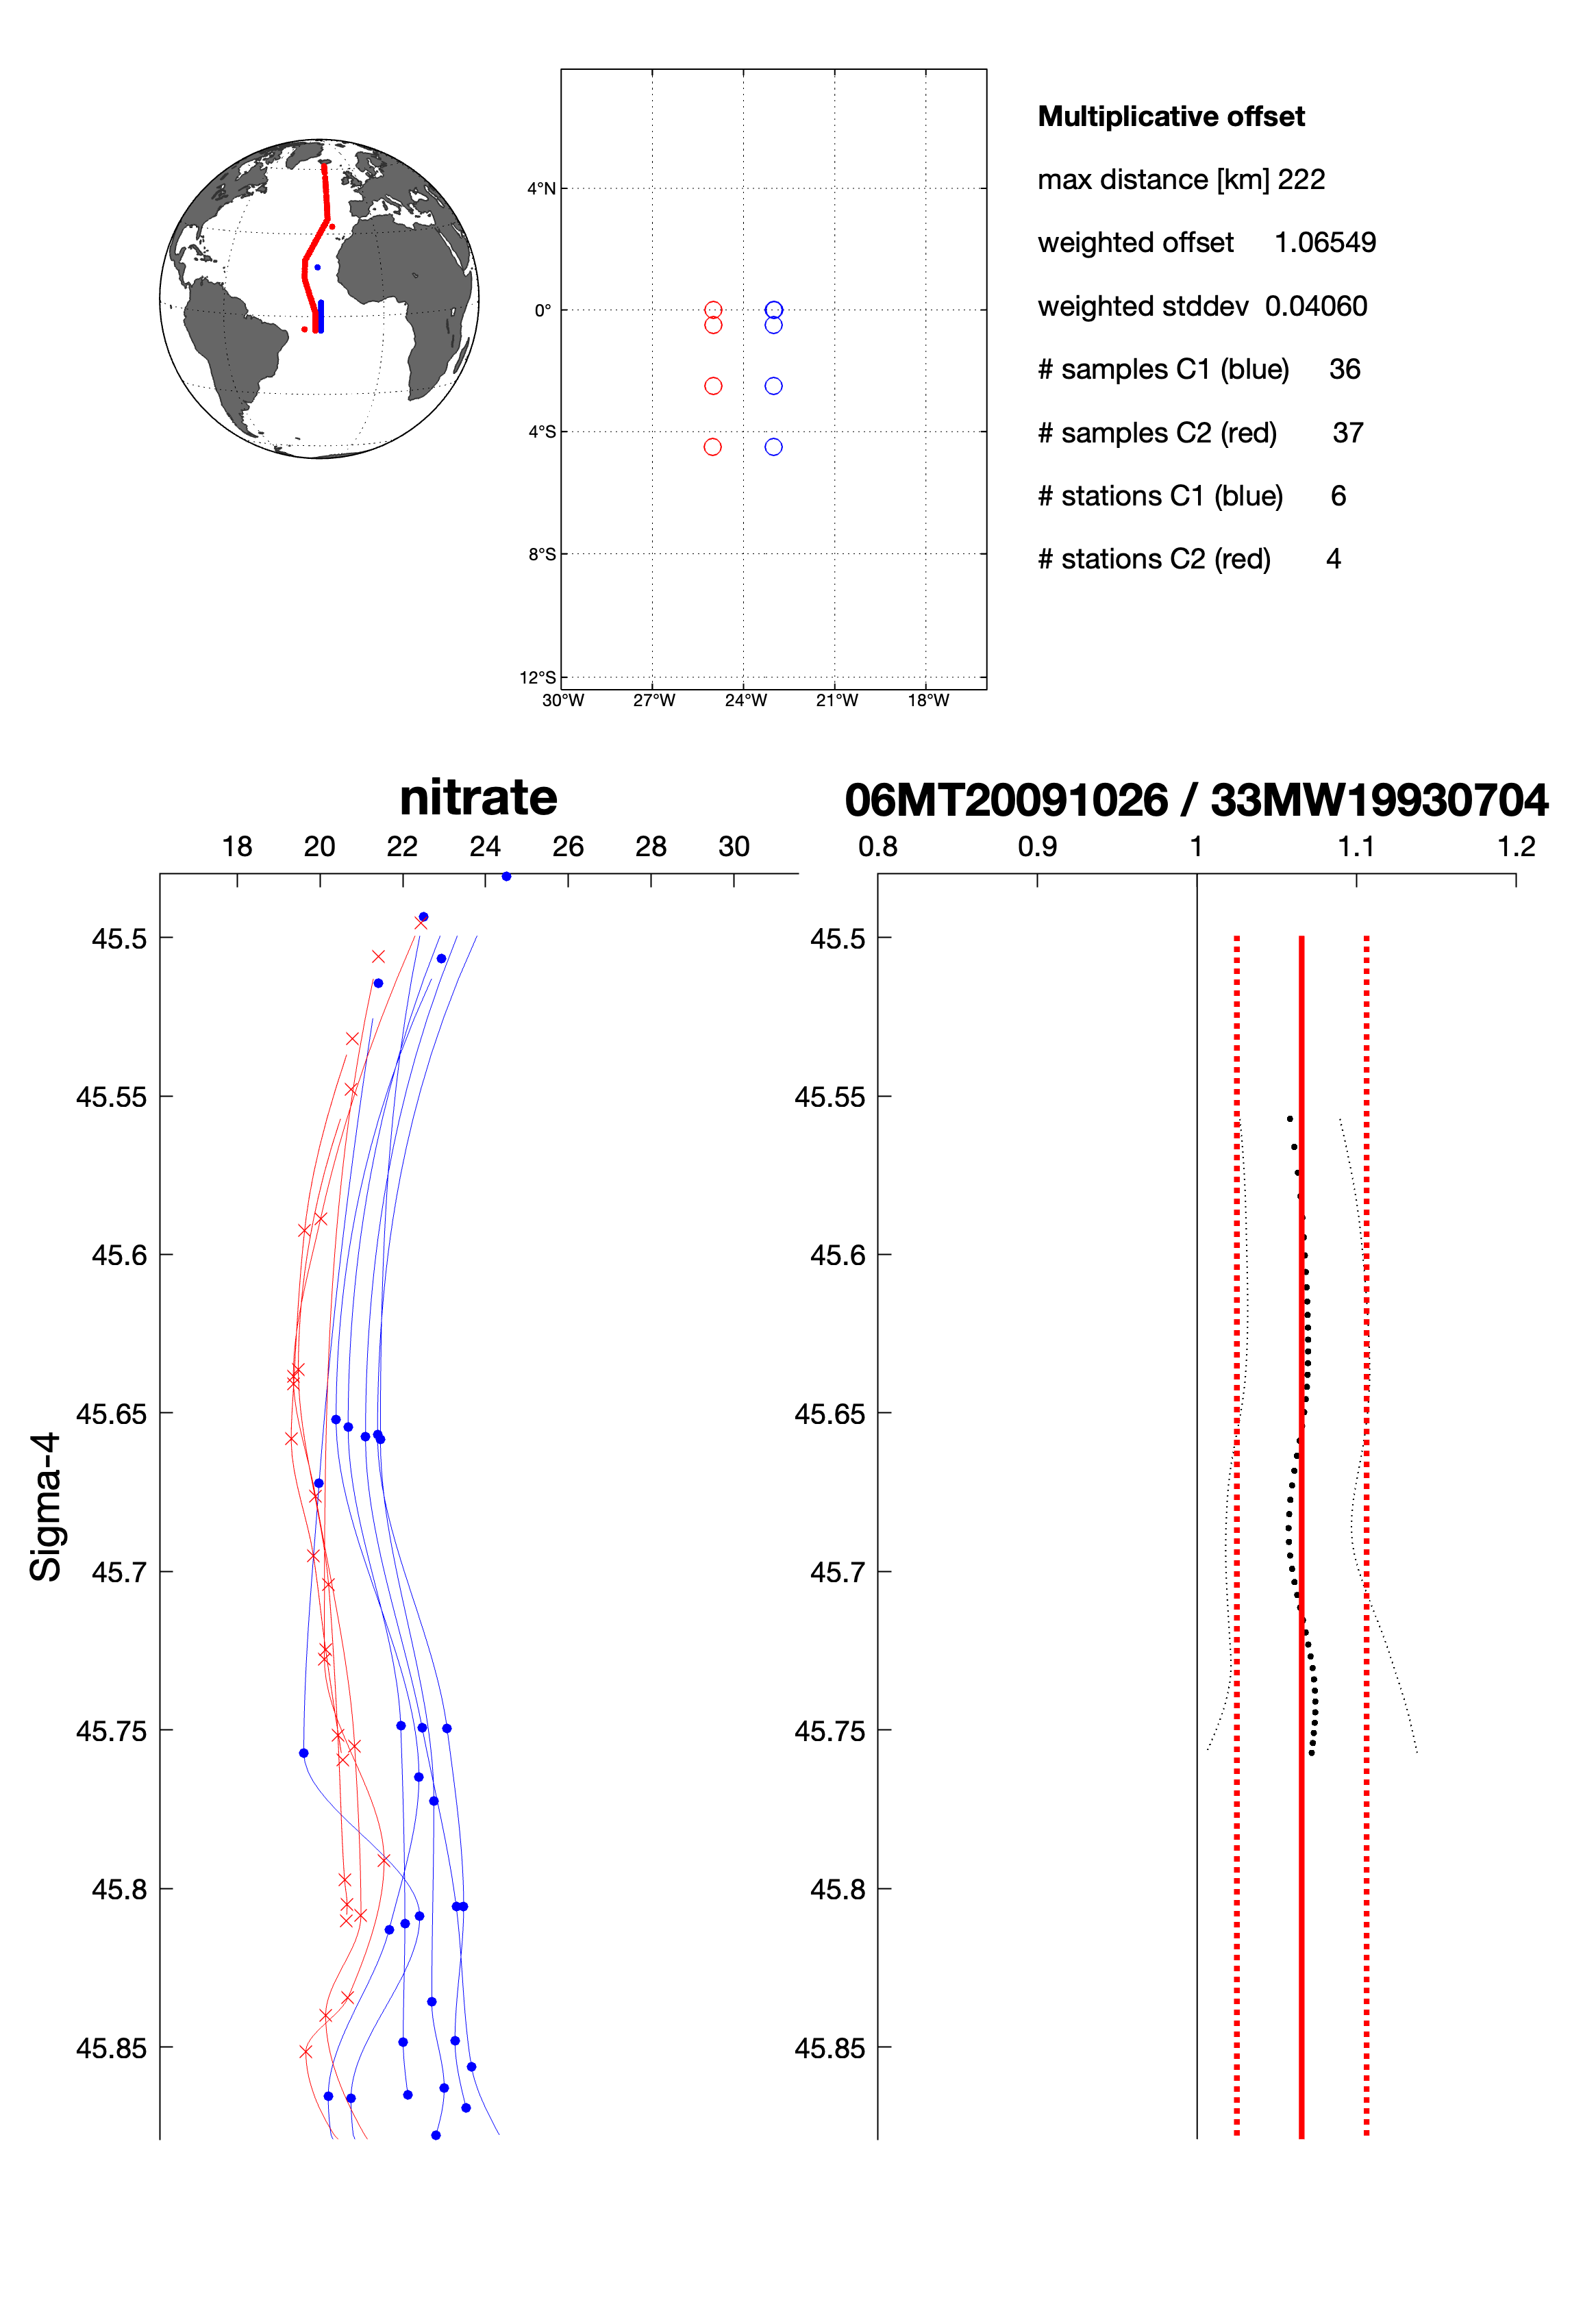 Multiplicative offset
max distance [km] 222
weighted offset 1.06549
weighted stddev 0.04060
# samples C1 (blue) 36
# samples C2 (red) 37
# stations C1 (blue) 6
# stations C2 (red) 4
4°N
0°
4°S
8°S
12°S
30°W 27°W 24°W 21°W 18°W
nitrate
18 20 22 24 26 28 30
45.5
45.55
45.6
45.65
45.7
45.75
45.8
45.85
Sigma-4
06MT20091026 / 33MW19930704
0.8 0.9 1 1.1 1.2
45.5
45.55
45.6
45.65
45.7
45.75
45.8
45.85